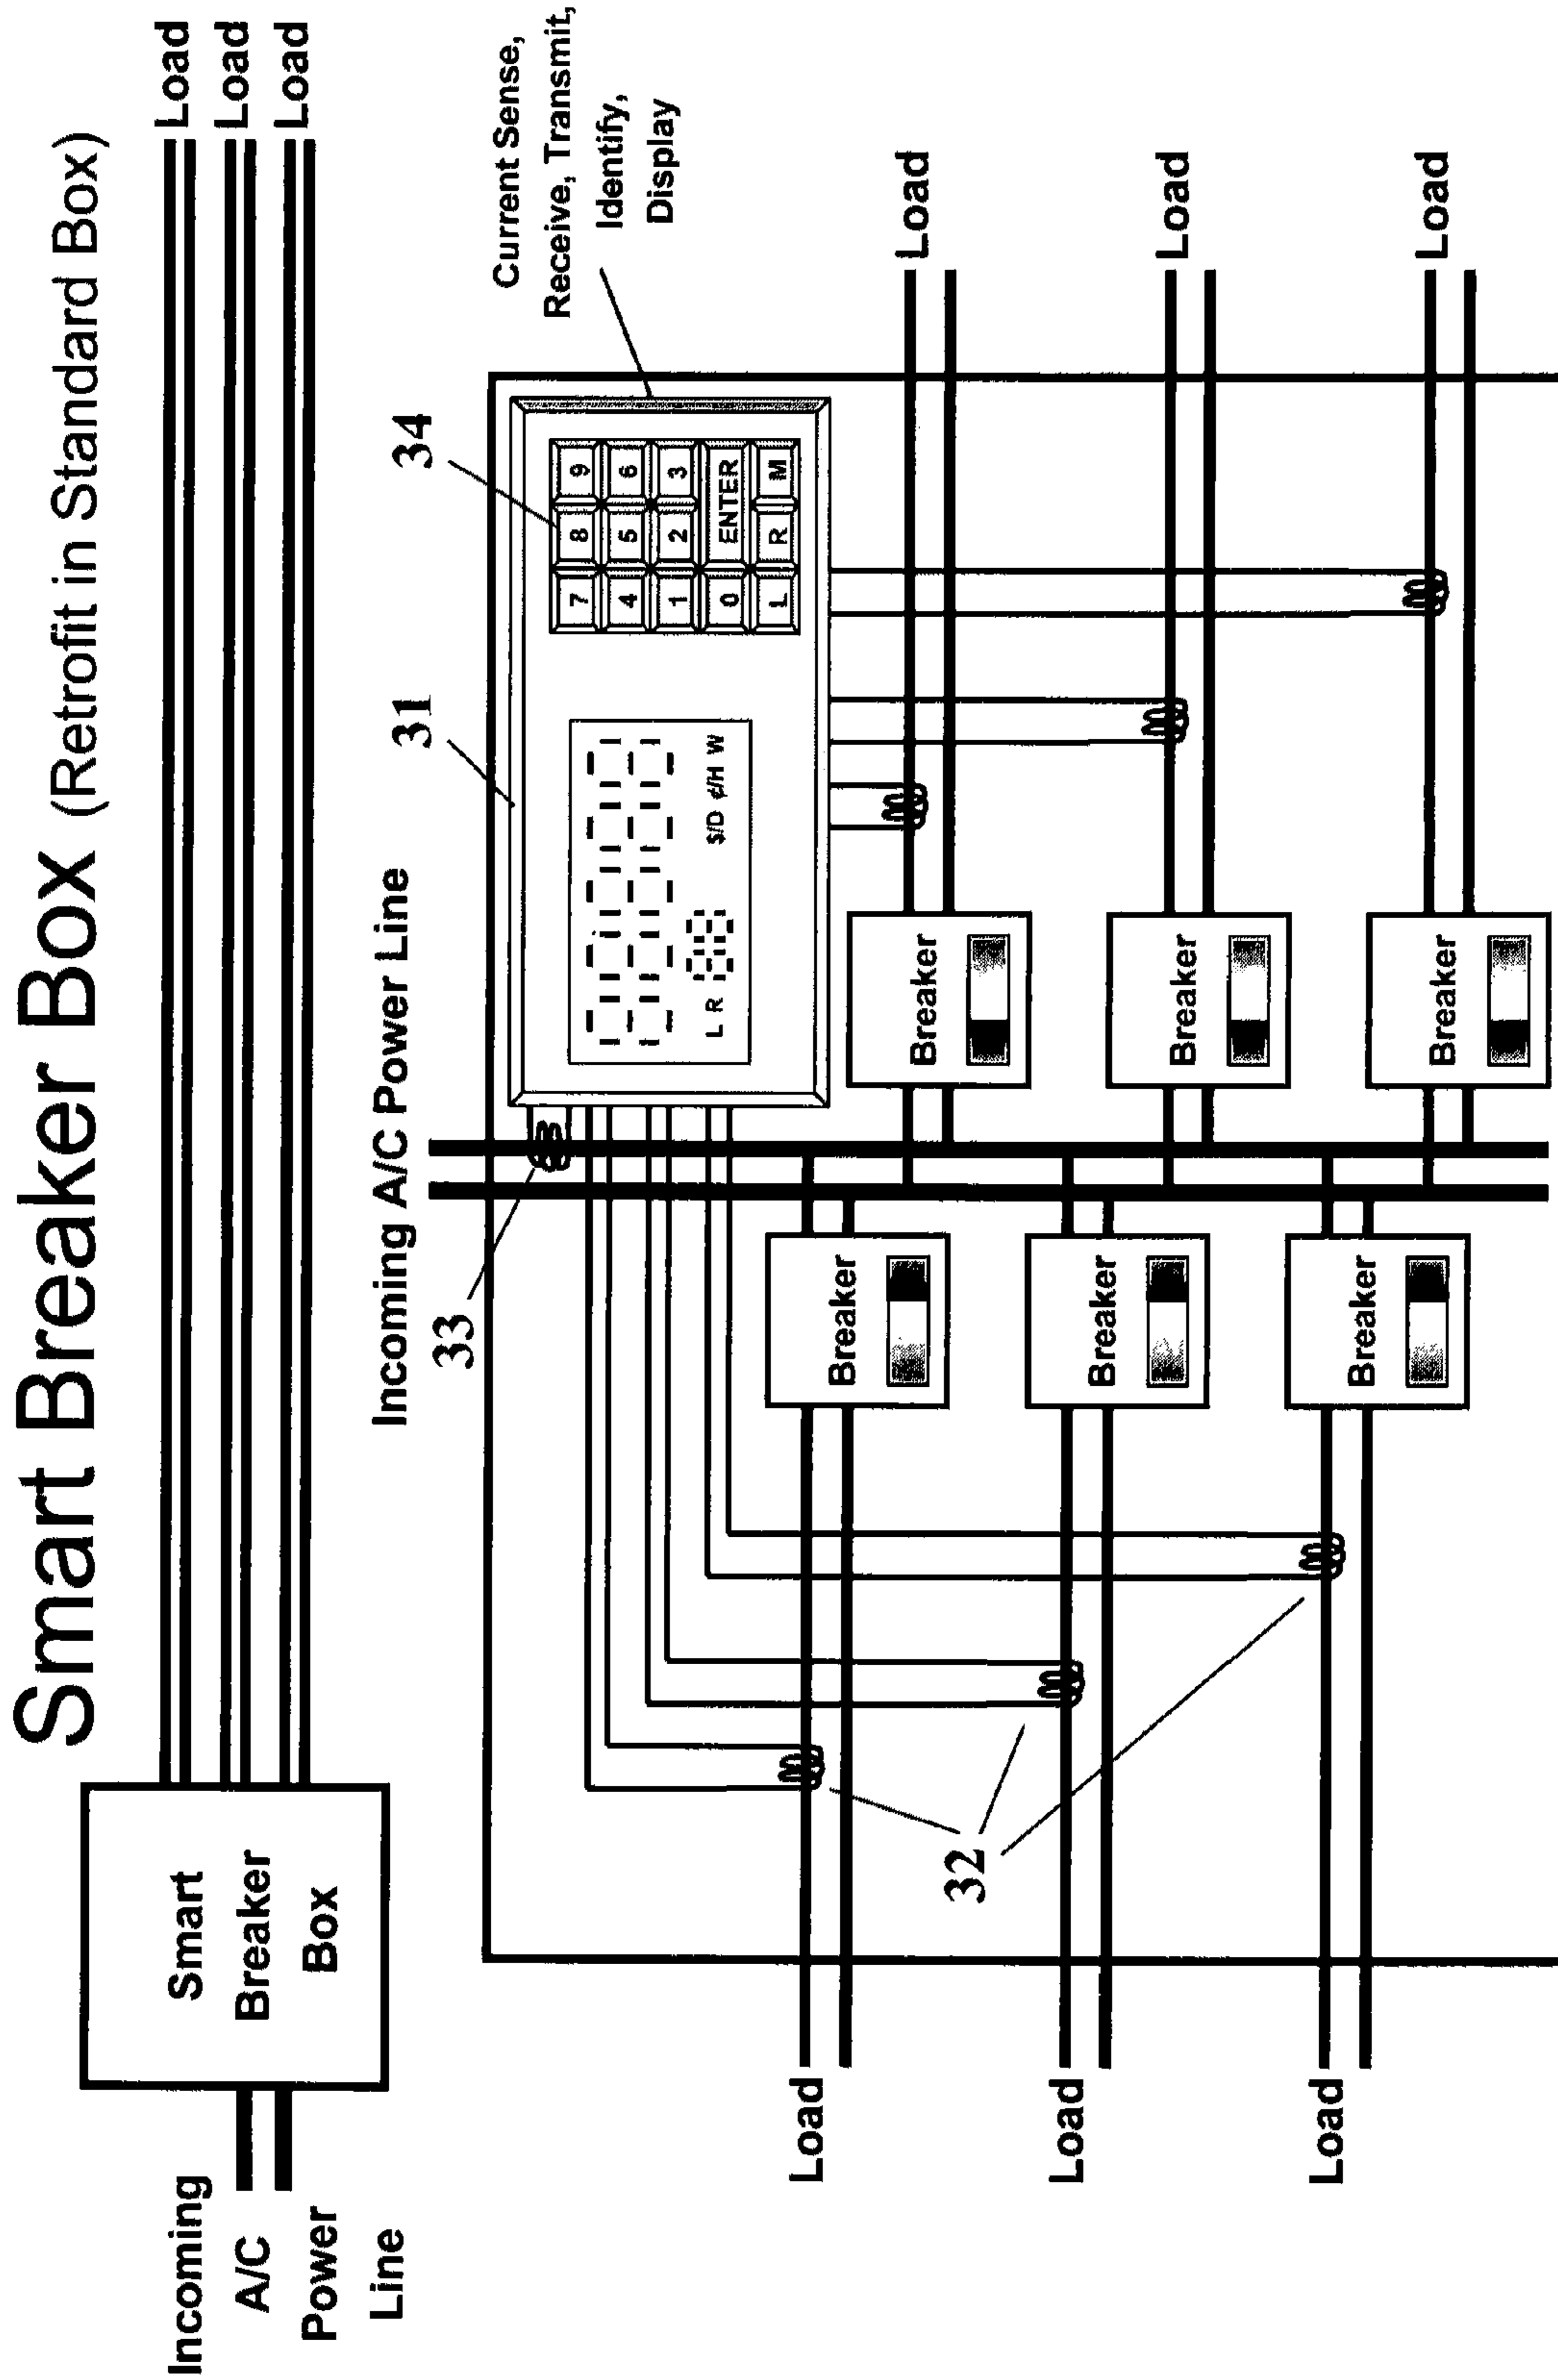 Smart Breaker Box (Retrofit in Standard Box)
Incoming
A/C
Power
Line
Smart
Breaker
Box
Load
Load
Load
Incoming A/C Power Line
33
31
34
Current Sense,
Receive, Transmit,
Identify,
Display
L R
$/D ¢/H W
7 8 9
4 5 6
1 2 3
0 ENTER
L R M
Load
Breaker
Breaker
Load
32
Load
Breaker
Breaker
Load
Load
Breaker
Breaker
Load